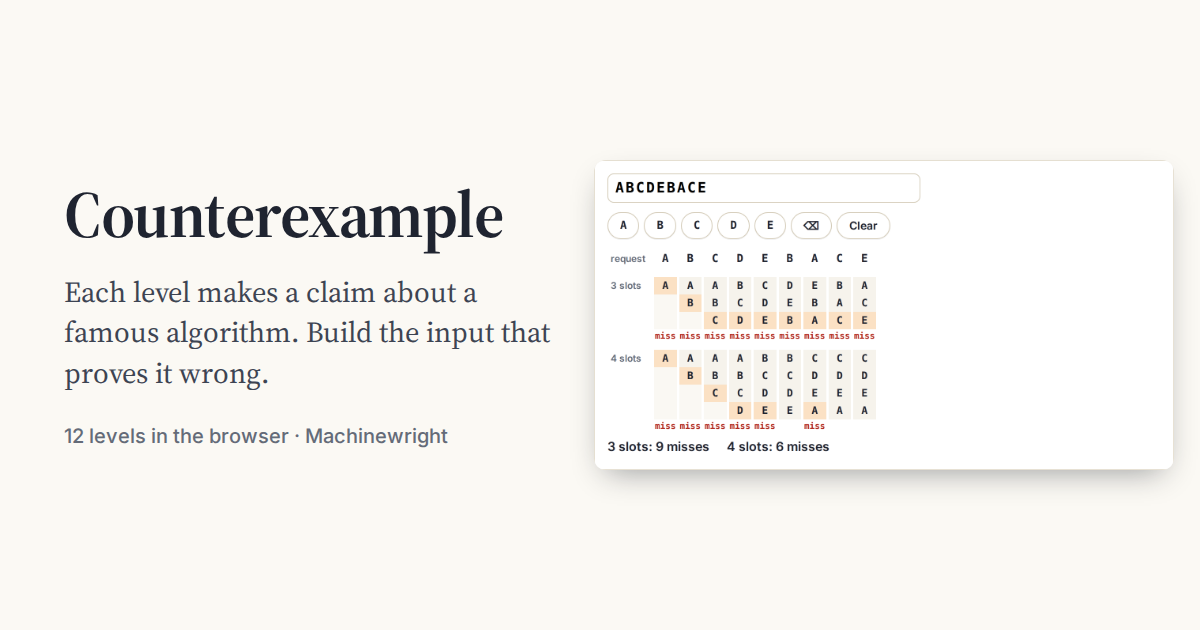 Counterexample
Each level makes a claim about a
famous algorithm. Build the input that
proves it wrong.
12 levels in the browser · Machinewright
ABCDEBACE
A B C D E ⌫ Clear
request A B C D E B A C E
3 slots A A A B C D E B A
B B C D E B A C
C D E B A C E
miss miss miss miss miss miss miss miss miss
4 slots A A A A B B C C C
B B B C C D D D
C C D D E E E
D E E A A A
miss miss miss miss miss miss
3 slots: 9 misses 4 slots: 6 misses